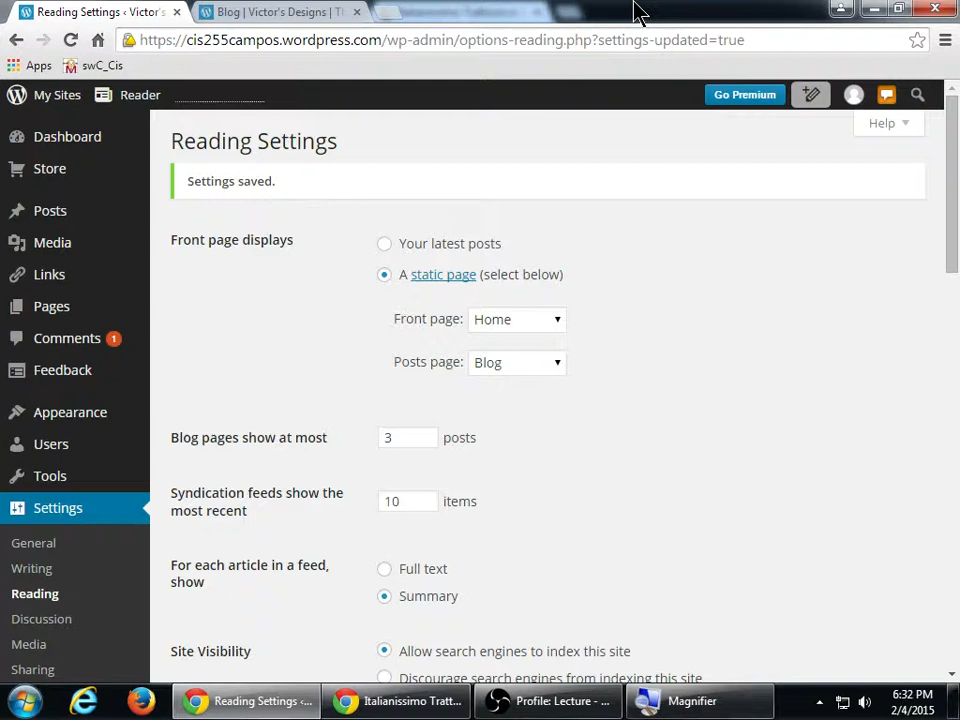 Reading Settings ‹ Victor's
Blog | Victor's Designs | Th
https://cis255campos.wordpress.com/wp-admin/options-reading.php?settings-updated=true
Apps
swC_Cis
My Sites
Reader
Go Premium
Help
Dashboard
Store
Posts
Media
Links
Pages
Comments 1
Feedback
Appearance
Users
Tools
Settings
General
Writing
Reading
Discussion
Media
Sharing
Reading Settings
Settings saved.
Front page displays
Your latest posts
A static page (select below)
Front page: Home
Posts page: Blog
Blog pages show at most 3 posts
Syndication feeds show the
most recent
10 items
For each article in a feed,
show
Full text
Summary
Site Visibility
Allow search engines to index this site
Discourage search engines from indexing this site
Reading Settings ‹...
Italianissimo Tratt...
Profile: Lecture - ...
Magnifier
6:32 PM
2/4/2015